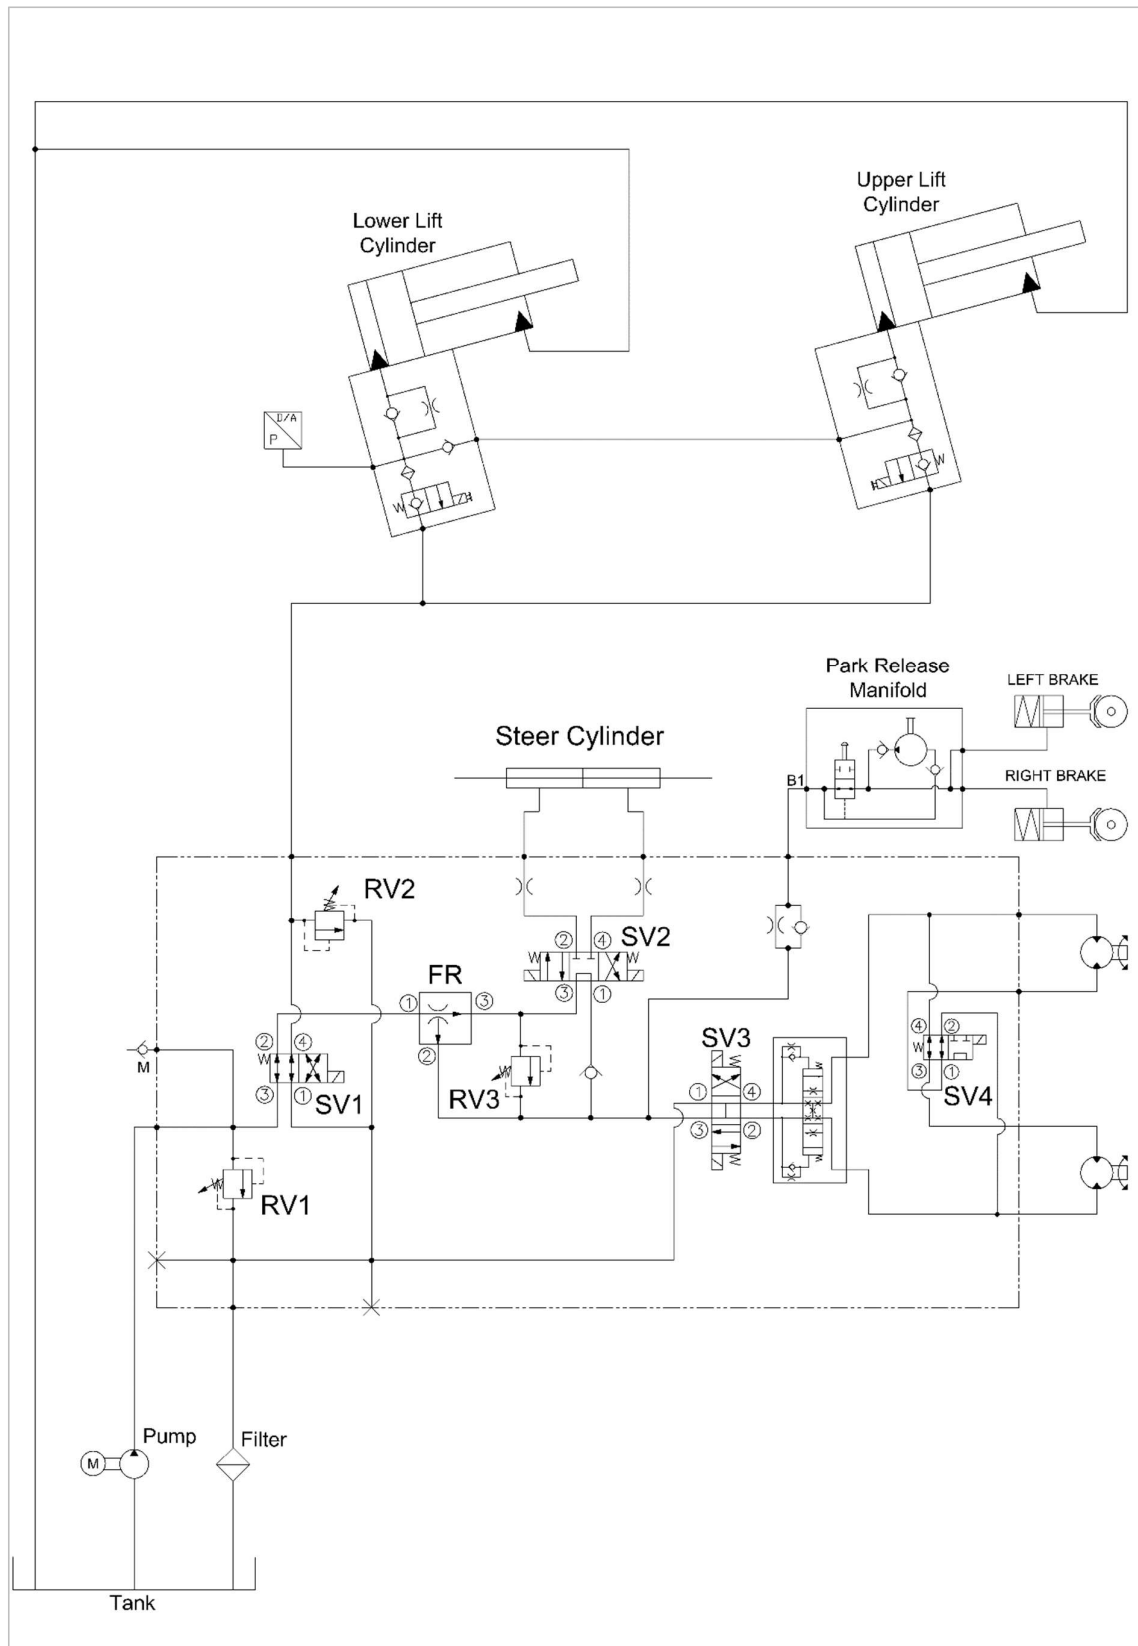 Upper Lift
Cylinder
Lower Lift
Cylinder
D/A
P
Park Release
Manifold
LEFT BRAKE
Steer Cylinder
RIGHT BRAKE
B1
RV2
② ④ SV2
FR
① ③
③ ①
②
④ ②
SV3
② ④
M
① ④
③ ①
SV4
RV3
③ ①
SV1
③ ②
RV1
Pump
Filter
M
Tank